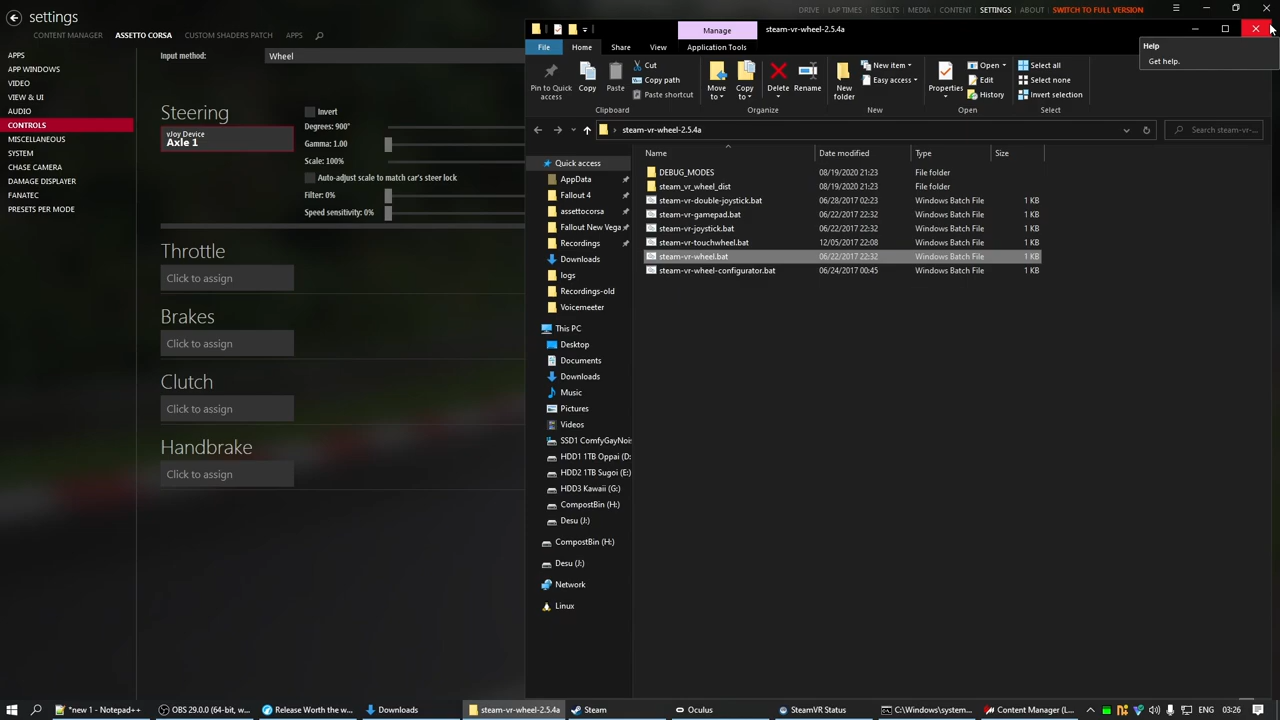 settings
DRIVE LAP TIMES RESULTS MEDIA CONTENT SETTINGS ABOUT SWITCH TO FULL VERSION
CONTENT MANAGER ASSETTO CORSA CUSTOM SHADERS PATCH APPS
APPS
APP WINDOWS
VIDEO
VIEW & UI
AUDIO
CONTROLS
MISCELLANEOUS
SYSTEM
CHASE CAMERA
DAMAGE DISPLAYER
FANATEC
PRESETS PER MODE
Input method: Wheel
Steering
vJoy Device
Axle 1
Invert
Degrees: 900°
Gamma: 1.00
Scale: 100%
Auto-adjust scale to match car's steer lock
Filter: 0%
Speed sensitivity: 0%
Throttle
Click to assign
Brakes
Click to assign
Clutch
Click to assign
Handbrake
Click to assign
Manage
steam-vr-wheel-2.5.4a
File Home Share View Application Tools
Help
Get help.
Pin to Quick access
Copy
Paste
Cut
Copy path
Paste shortcut
Clipboard
Move to
Copy to
Delete
Rename
Organize
New folder
New item
Easy access
New
Properties
Open
Edit
History
Open
Select all
Select none
Invert selection
Select
steam-vr-wheel-2.5.4a
Search steam-vr-...
Quick access
AppData
Fallout 4
assettocorsa
Fallout New Vega
Recordings
Downloads
logs
Recordings-old
Voicemeeter
This PC
Desktop
Documents
Downloads
Music
Pictures
Videos
SSD1 ComfyGayNois
HDD1 1TB Oppai (D:
HDD2 1TB Sugoi (E:)
HDD3 Kawaii (G:)
CompostBin (H:)
Desu (J:)
CompostBin (H:)
Desu (J:)
Network
Linux
Name Date modified Type Size
DEBUG_MODES 08/19/2020 21:23 File folder
steam_vr_wheel_dist 08/19/2020 21:23 File folder
steam-vr-double-joystick.bat 06/28/2017 02:23 Windows Batch File 1 KB
steam-vr-gamepad.bat 06/22/2017 22:32 Windows Batch File 1 KB
steam-vr-joystick.bat 06/22/2017 22:32 Windows Batch File 1 KB
steam-vr-touchwheel.bat 12/05/2017 22:08 Windows Batch File 1 KB
steam-vr-wheel.bat 06/22/2017 22:32 Windows Batch File 1 KB
steam-vr-wheel-configurator.bat 06/24/2017 00:45 Windows Batch File 1 KB
*new 1 - Notepad++ OBS 29.0.0 (64-bit, w... Release Worth the w... Downloads steam-vr-wheel-2.5.4a Steam Oculus SteamVR Status C:\Windows\system... Content Manager (L... ENG 03:26